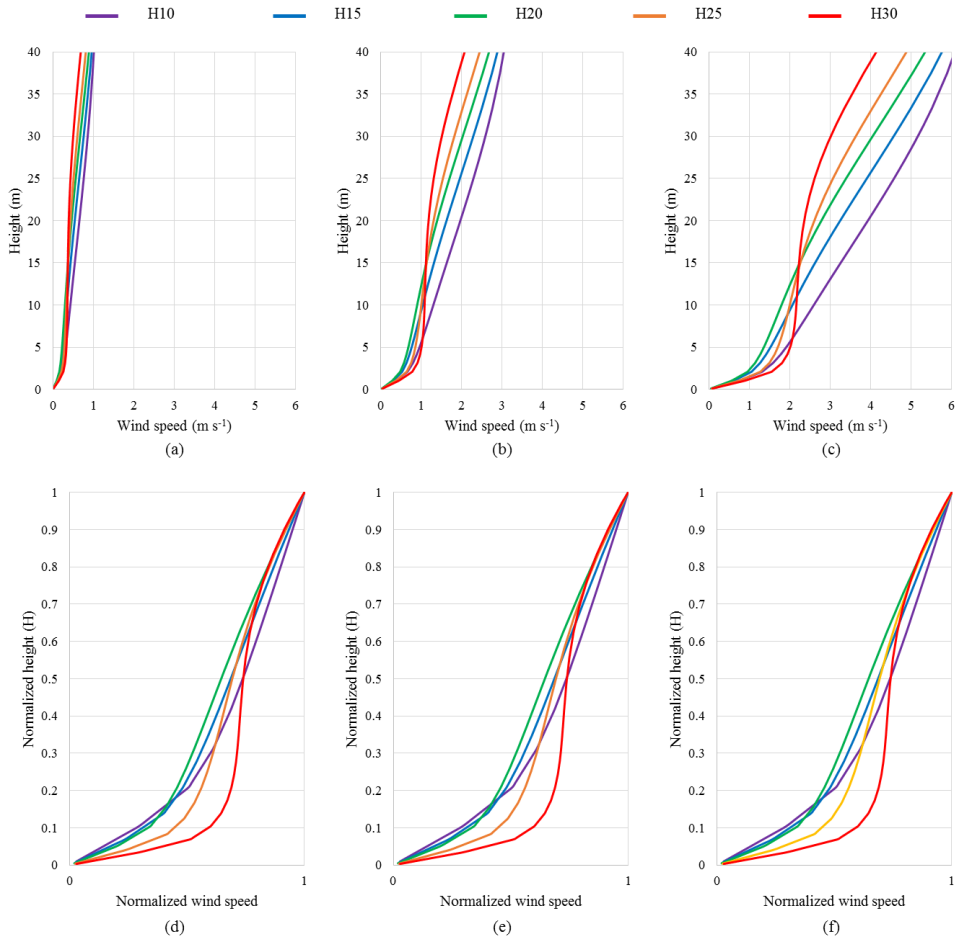 H10 H15 H20 H25 H30
40 40 40
35 35 35
30 30 30
25 25 25
20 20 20
15 15 15
10 10 10
5 5 5
0 0 0
Height (m) Height (m) Height (m)
0 1 2 3 4 5 6 0 1 2 3 4 5 6 0 1 2 3 4 5 6
Wind speed (m s⁻¹) Wind speed (m s⁻¹) Wind speed (m s⁻¹)
(a) (b) (c)
1 1 1
0.9 0.9 0.9
0.8 0.8 0.8
0.7 0.7 0.7
0.6 0.6 0.6
0.5 0.5 0.5
0.4 0.4 0.4
0.3 0.3 0.3
0.2 0.2 0.2
0.1 0.1 0.1
0 0 0
Normalized height (H) Normalized height (H) Normalized height (H)
0 1 0 1 0 1
Normalized wind speed Normalized wind speed Normalized wind speed
(d) (e) (f)